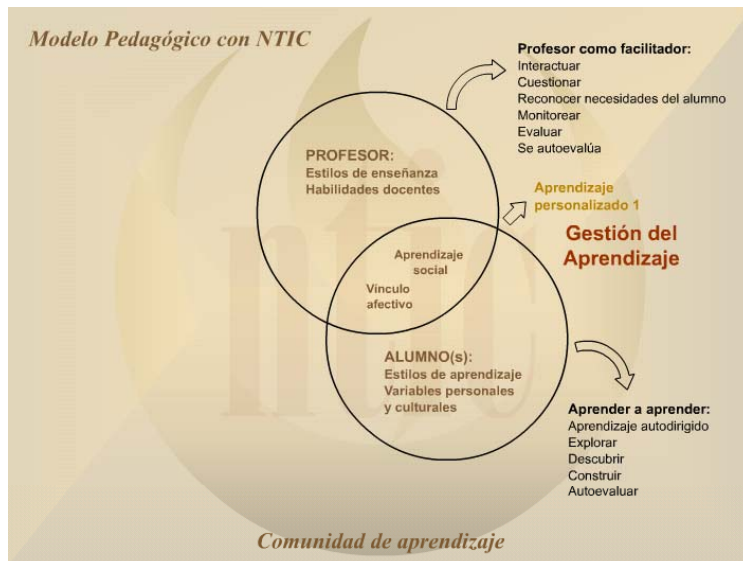 Modelo Pedagógico con NTIC
Profesor como facilitador:
Interactuar
Cuestionar
Reconocer necesidades del alumno
Monitorear
Evaluar
Se autoevalúa
PROFESOR:
Estilos de enseñanza
Habilidades docentes
Aprendizaje
personalizado 1
Gestión del
Aprendizaje
Aprendizaje
social
Vínculo
afectivo
ALUMNO(s):
Estilos de aprendizaje
Variables personales
y culturales
Aprender a aprender:
Aprendizaje autodirigido
Explorar
Descubrir
Construir
Autoevaluar
ntic
Comunidad de aprendizaje